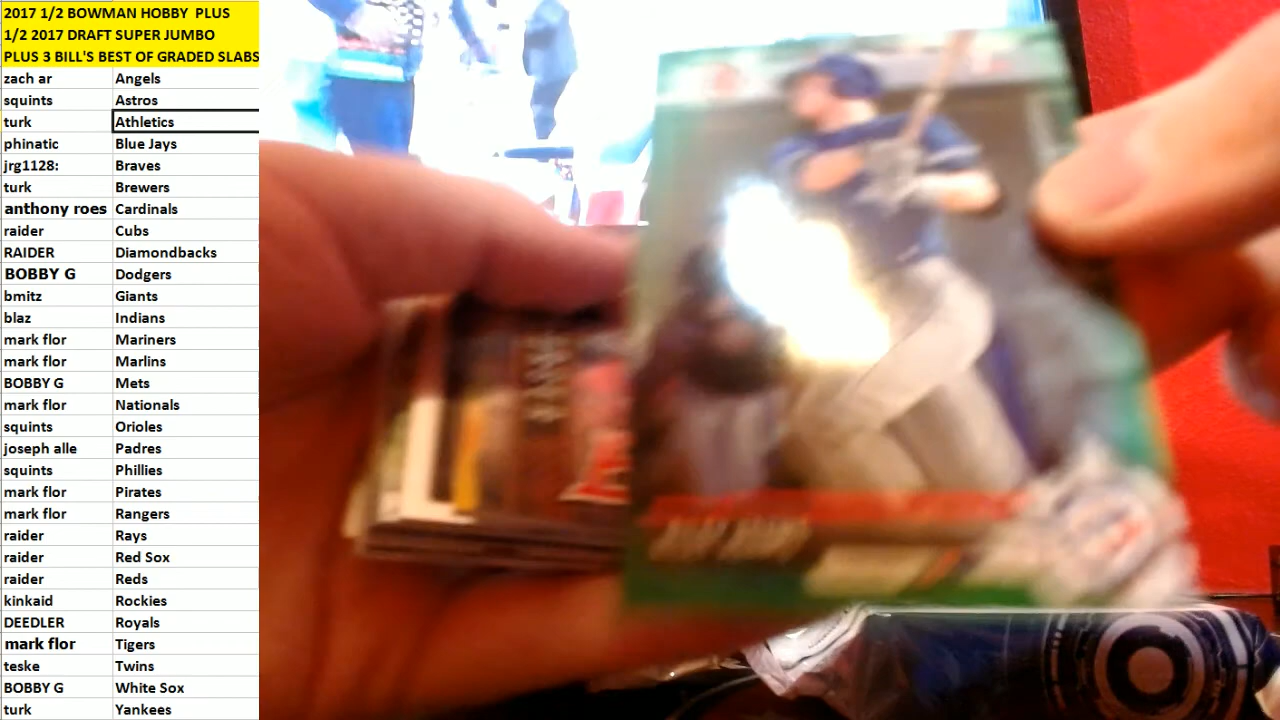 2017 1/2 BOWMAN HOBBY PLUS
1/2 2017 DRAFT SUPER JUMBO
PLUS 3 BILL'S BEST OF GRADED SLABS
zach ar Angels
squints Astros
turk Athletics
phinatic Blue Jays
jrg1128: Braves
turk Brewers
anthony roes Cardinals
raider Cubs
RAIDER Diamondbacks
BOBBY G Dodgers
bmitz Giants
blaz Indians
mark flor Mariners
mark flor Marlins
BOBBY G Mets
mark flor Nationals
squints Orioles
joseph alle Padres
squints Phillies
mark flor Pirates
mark flor Rangers
raider Rays
raider Red Sox
raider Reds
kinkaid Rockies
DEEDLER Royals
mark flor Tigers
teske Twins
BOBBY G White Sox
turk Yankees